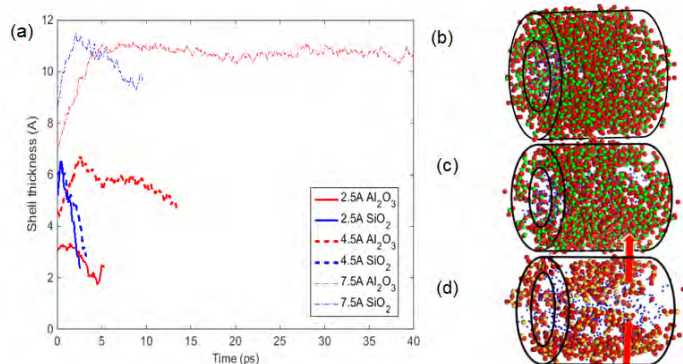 (a)
12
10
8
6
4
2
0
Shell thickness (A)
0 5 10 15 20 25 30 35 40
Time (ps)
2.5A Al₂O₃
2.5A SiO₂
4.5A Al₂O₃
4.5A SiO₂
7.5A Al₂O₃
7.5A SiO₂
(b)
(c)
(d)